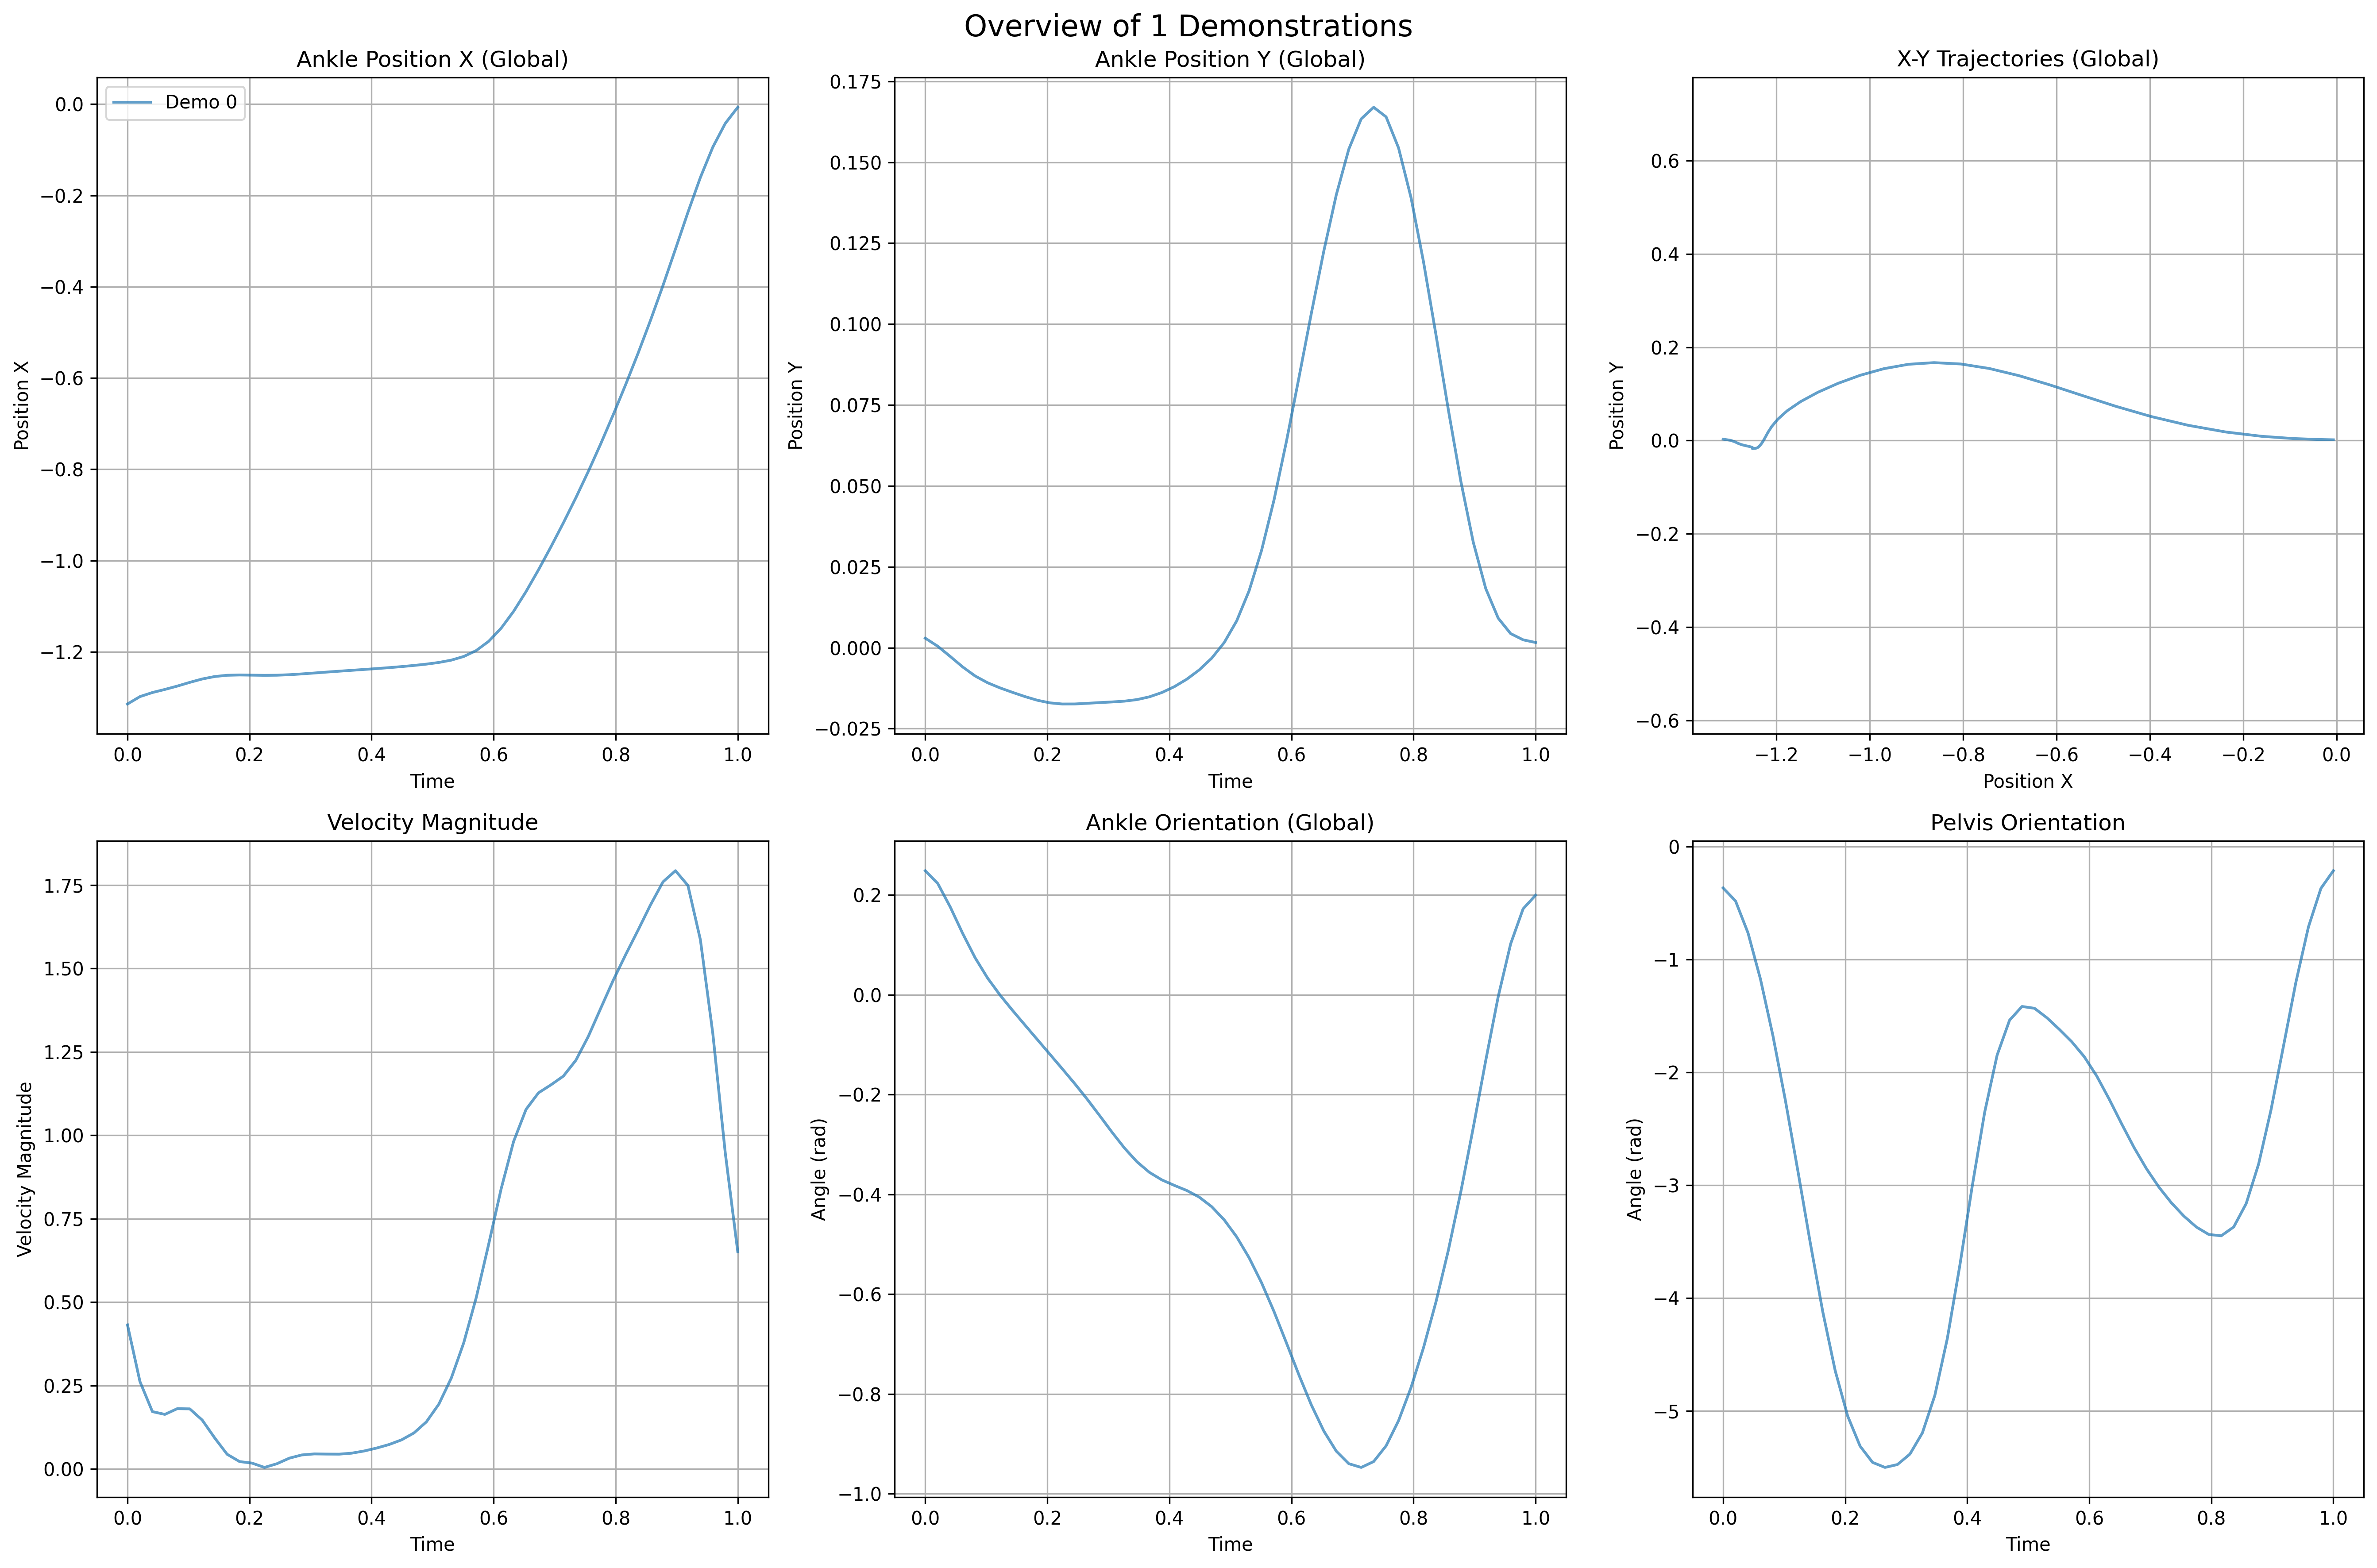 Overview of 1 Demonstrations
Ankle Position X (Global)
Demo 0
0.0
−0.2
−0.4
−0.6
−0.8
−1.0
−1.2
Position X
0.0 0.2 0.4 0.6 0.8 1.0
Time
Ankle Position Y (Global)
0.175
0.150
0.125
0.100
0.075
0.050
0.025
0.000
−0.025
Position Y
0.0 0.2 0.4 0.6 0.8 1.0
Time
X-Y Trajectories (Global)
0.6
0.4
0.2
0.0
−0.2
−0.4
−0.6
Position Y
−1.2 −1.0 −0.8 −0.6 −0.4 −0.2 0.0
Position X
Velocity Magnitude
1.75
1.50
1.25
1.00
0.75
0.50
0.25
0.00
Velocity Magnitude
0.0 0.2 0.4 0.6 0.8 1.0
Time
Ankle Orientation (Global)
0.2
0.0
−0.2
−0.4
−0.6
−0.8
−1.0
Angle (rad)
0.0 0.2 0.4 0.6 0.8 1.0
Time
Pelvis Orientation
0
−1
−2
−3
−4
−5
Angle (rad)
0.0 0.2 0.4 0.6 0.8 1.0
Time